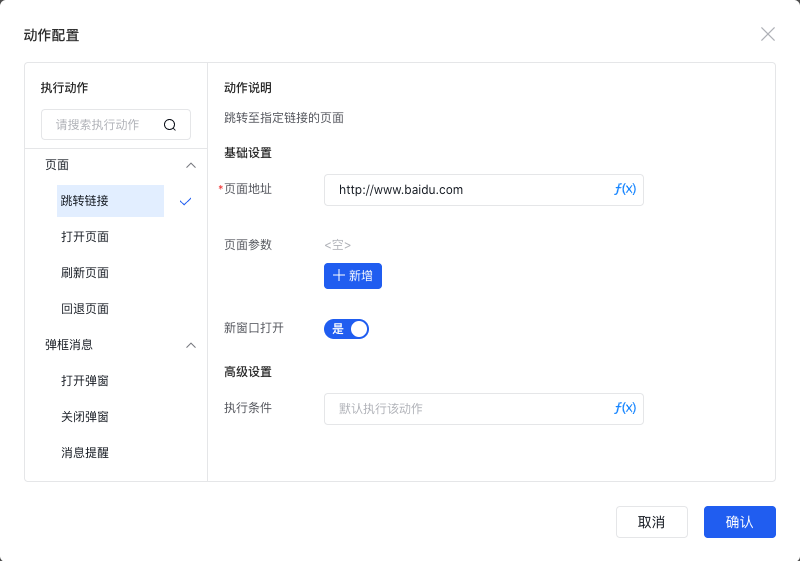 动作配置
执行动作
请搜索执行动作
页面
跳转链接
打开页面
刷新页面
回退页面
弹框消息
打开弹窗
关闭弹窗
消息提醒
动作说明
跳转至指定链接的页面
基础设置
*页面地址 http://www.baidu.com ƒ(x)
页面参数 <空>
+ 新增
新窗口打开 是
高级设置
执行条件 默认执行该动作 ƒ(x)
取消 确认